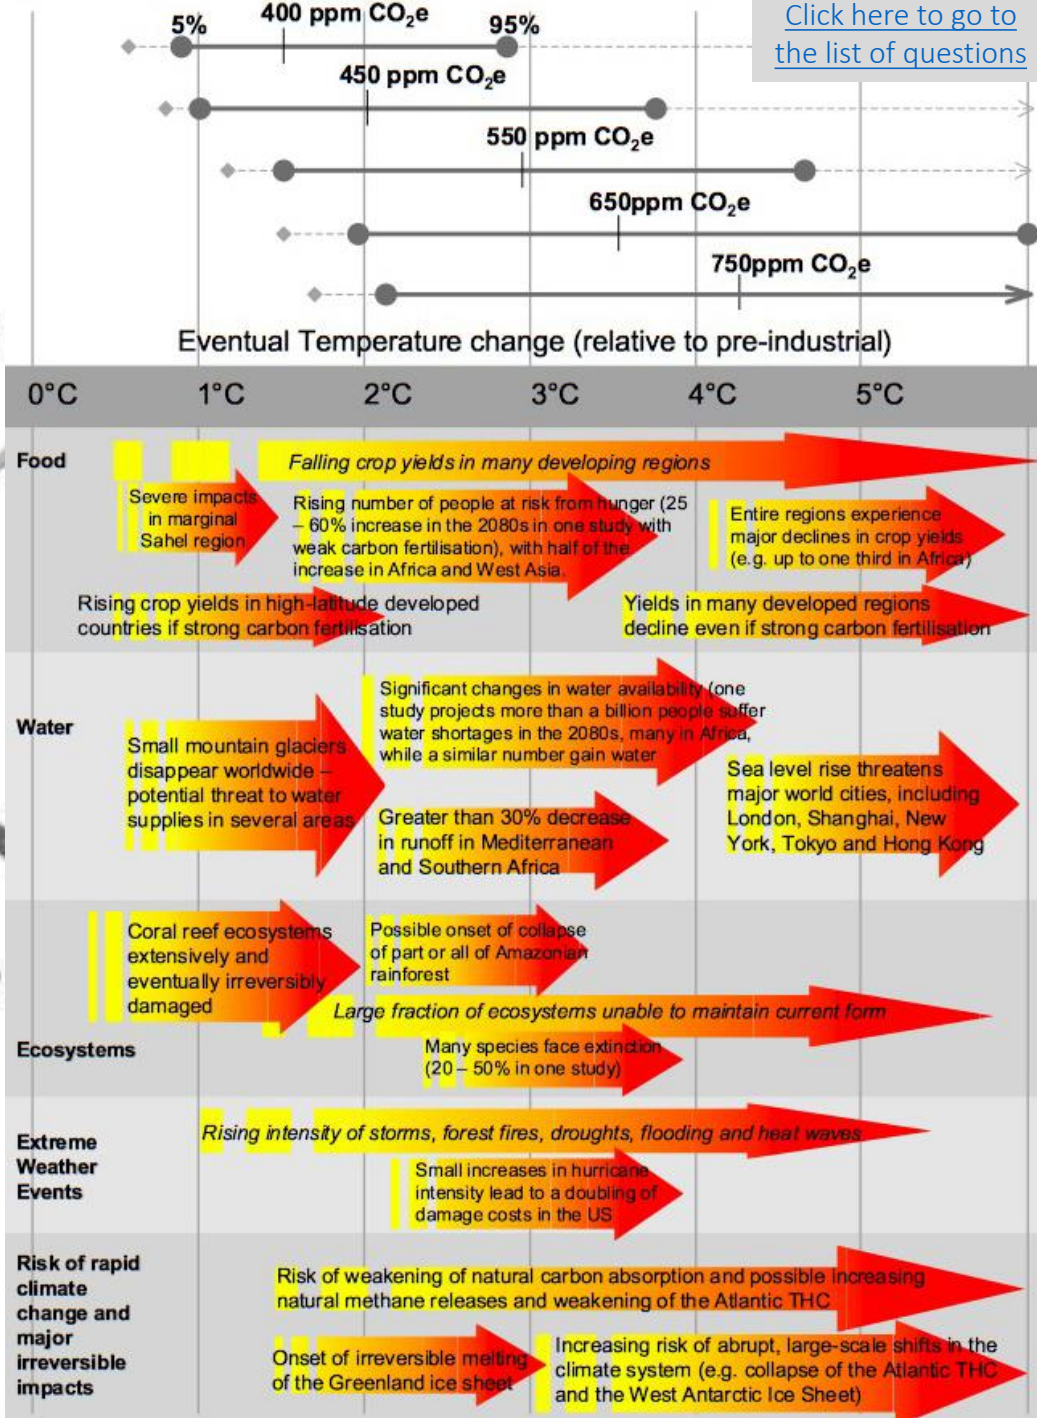 400 ppm CO₂e
Click here to go to
the list of questions
5%
95%
450 ppm CO₂e
550 ppm CO₂e
650ppm CO₂e
750ppm CO₂e
Eventual Temperature change (relative to pre-industrial)
0°C 1°C 2°C 3°C 4°C 5°C
Food
Falling crop yields in many developing regions
Severe impacts
in marginal
Sahel region
Rising number of people at risk from hunger (25
– 60% increase in the 2080s in one study with
weak carbon fertilisation), with half of the
increase in Africa and West Asia.
Entire regions experience
major declines in crop yields
(e.g. up to one third in Africa)
Rising crop yields in high-latitude developed
countries if strong carbon fertilisation
Yields in many developed regions
decline even if strong carbon fertilisation
Water
Small mountain glaciers
disappear worldwide –
potential threat to water
supplies in several areas
Significant changes in water availability (one
study projects more than a billion people suffer
water shortages in the 2080s, many in Africa,
while a similar number gain water
Greater than 30% decrease
in runoff in Mediterranean
and Southern Africa
Sea level rise threatens
major world cities, including
London, Shanghai, New
York, Tokyo and Hong Kong
Ecosystems
Coral reef ecosystems
extensively and
eventually irreversibly
damaged
Possible onset of collapse
of part or all of Amazonian
rainforest
Large fraction of ecosystems unable to maintain current form
Many species face extinction
(20 – 50% in one study)
Extreme
Weather
Events
Rising intensity of storms, forest fires, droughts, flooding and heat waves
Small increases in hurricane
intensity lead to a doubling of
damage costs in the US
Risk of rapid
climate
change and
major
irreversible
impacts
Risk of weakening of natural carbon absorption and possible increasing
natural methane releases and weakening of the Atlantic THC
Onset of irreversible melting
of the Greenland ice sheet
Increasing risk of abrupt, large-scale shifts in the
climate system (e.g. collapse of the Atlantic THC
and the West Antarctic Ice Sheet)